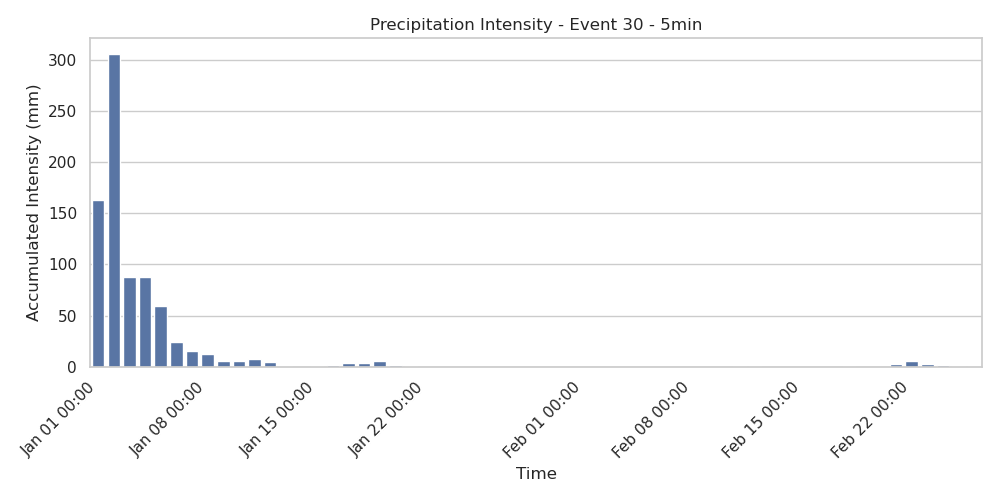 Precipitation Intensity - Event 30 - 5min
Accumulated Intensity (mm)
300
250
200
150
100
50
0
Jan 01 00:00
Jan 08 00:00
Jan 15 00:00
Jan 22 00:00
Feb 01 00:00
Feb 08 00:00
Feb 15 00:00
Feb 22 00:00
Time